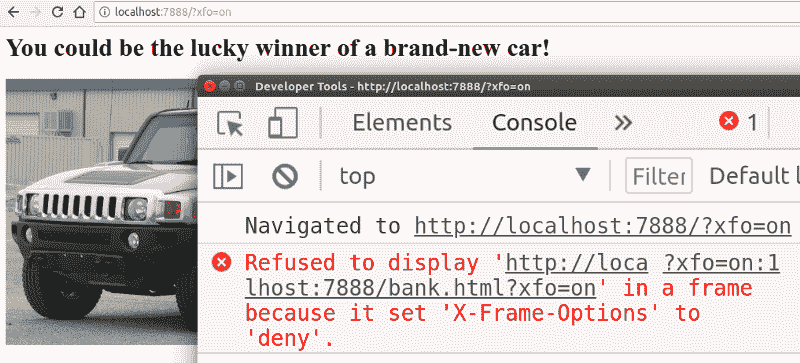 localhost:7888/?xfo=on
You could be the lucky winner of a brand-new car!
Developer Tools - http://localhost:7888/?xfo=on
Elements Console » 1
top Filter Default l
Navigated to http://localhost:7888/?xfo=on
Refused to display 'http://loca ?xfo=on:1
lhost:7888/bank.html?xfo=on' in a frame
because it set 'X-Frame-Options' to
'deny'.